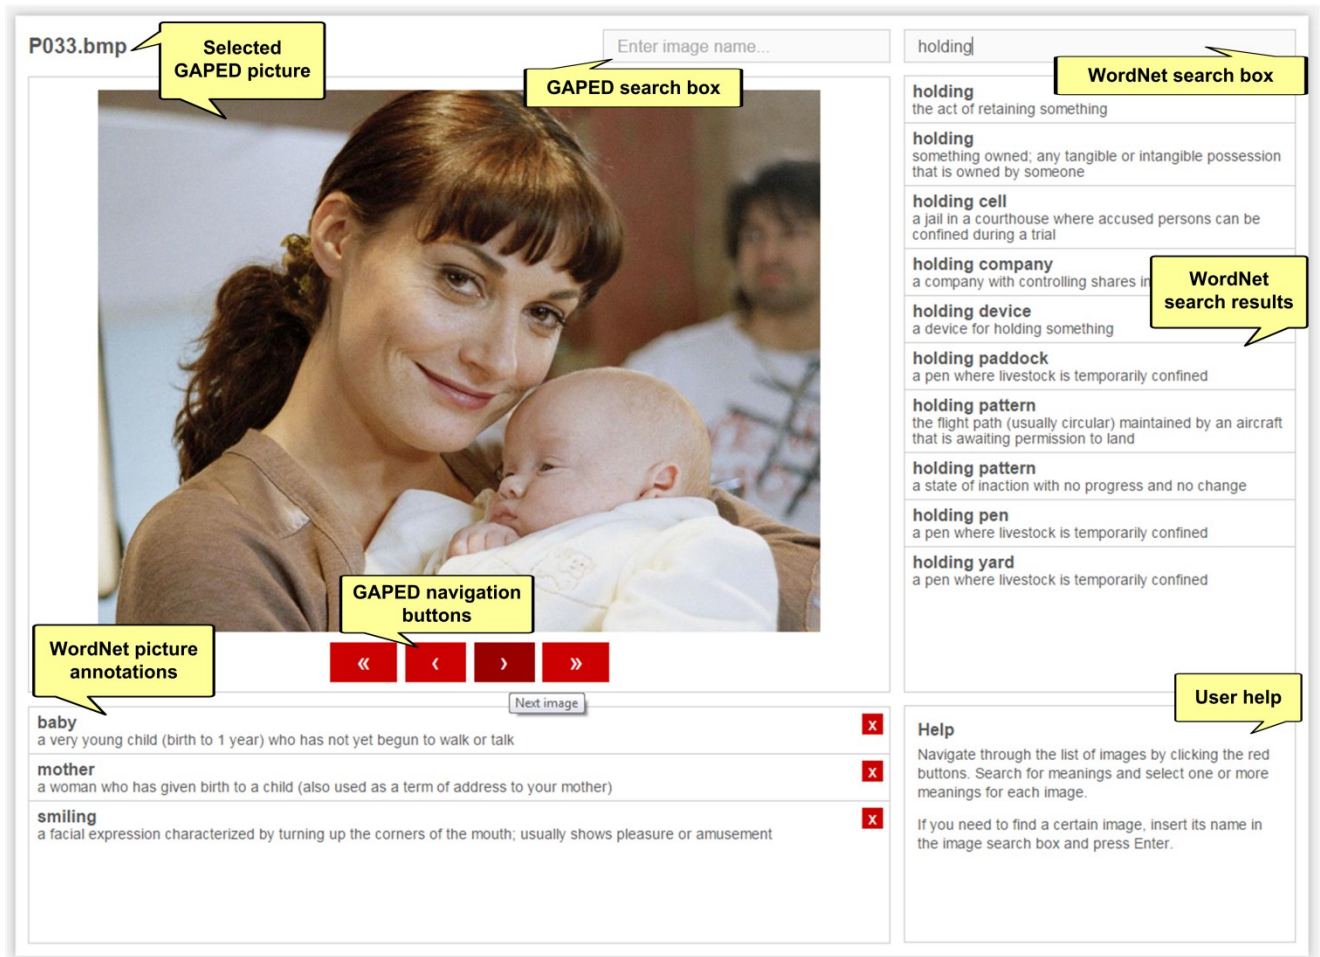 P033.bmp
Selected
GAPED picture
Enter image name...
GAPED search box
holding
WordNet search box
holding
the act of retaining something
holding
something owned; any tangible or intangible possession
that is owned by someone
holding cell
a jail in a courthouse where accused persons can be
confined during a trial
holding company
a company with controlling shares in
WordNet
search results
holding device
a device for holding something
holding paddock
a pen where livestock is temporarily confined
holding pattern
the flight path (usually circular) maintained by an aircraft
that is awaiting permission to land
holding pattern
a state of inaction with no progress and no change
holding pen
a pen where livestock is temporarily confined
holding yard
a pen where livestock is temporarily confined
GAPED navigation
buttons
« ‹ › »
Next image
WordNet picture
annotations
baby
x
a very young child (birth to 1 year) who has not yet begun to walk or talk
mother
x
a woman who has given birth to a child (also used as a term of address to your mother)
smiling
x
a facial expression characterized by turning up the corners of the mouth; usually shows pleasure or amusement
User help
Help
Navigate through the list of images by clicking the red
buttons. Search for meanings and select one or more
meanings for each image.
If you need to find a certain image, insert its name in
the image search box and press Enter.